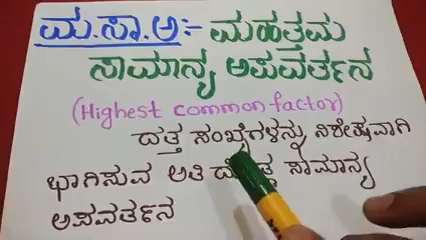 ಮ.ಸಾ.ಅ:- ಮಹತ್ತಮ
ಸಾಮಾನ್ಯ ಅಪವರ್ತನ
(Highest common factor)
ದತ್ತ ಸಂಖ್ಯೆಗಳನ್ನು ನಿಶೇಷವಾಗಿ
ಭಾಗಿಸುವ ಅತಿ ಸಾಮಾನ್ಯ
ಅಪವರ್ತನ